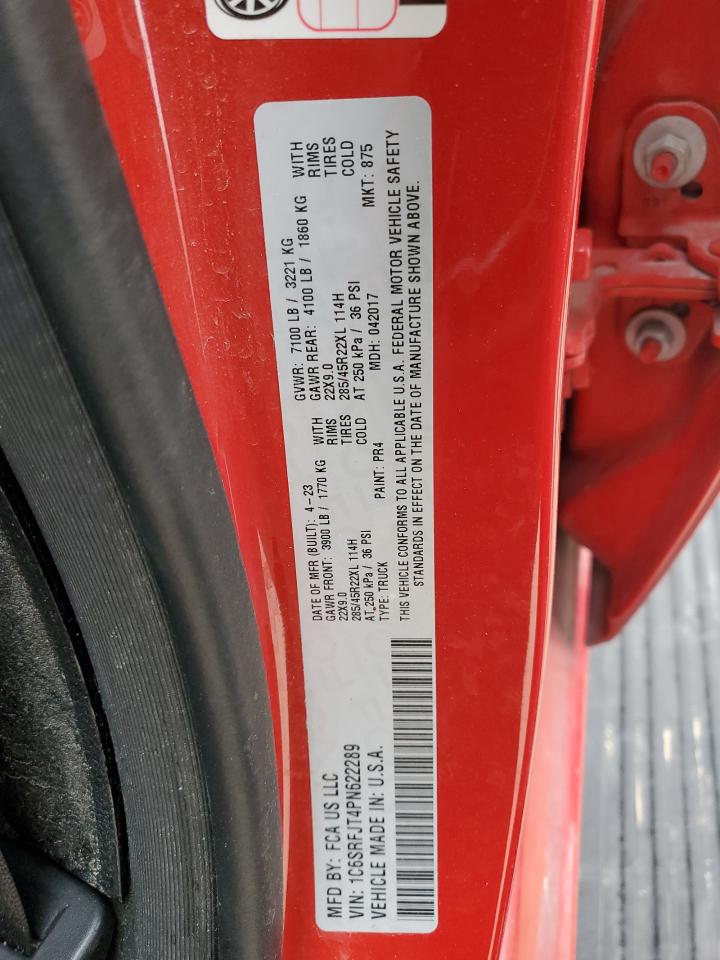 MFD BY: FCA US LLC
DATE OF MFR (BUILT): 4-23
GVWR: 7100 LB / 3221 KG
GAWR FRONT: 3900 LB / 1770 KG WITH
GAWR REAR: 4100 LB / 1860 KG WITH
22X9.0 RIMS
22X9.0 RIMS
285/45R22XL 114H TIRES
285/45R22XL 114H TIRES
AT 250 kPa / 36 PSI COLD
AT 250 kPa / 36 PSI COLD
VIN: 1C6SRFJT4PN622289
TYPE: TRUCK
PAINT: PR4
MDH: 042017
MKT: 875
VEHICLE MADE IN: U.S.A.
THIS VEHICLE CONFORMS TO ALL APPLICABLE U.S.A. FEDERAL MOTOR VEHICLE SAFETY
STANDARDS IN EFFECT ON THE DATE OF MANUFACTURE SHOWN ABOVE.